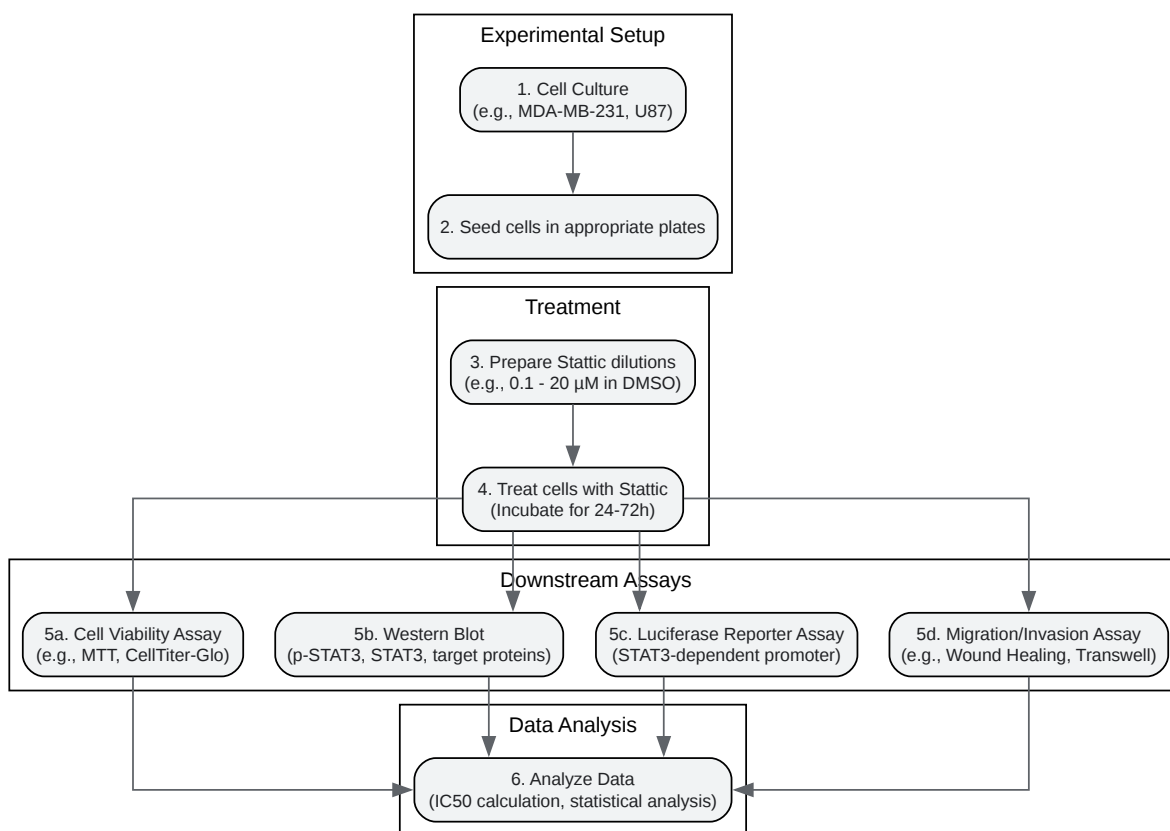 Experimental Setup
1. Cell Culture
(e.g., MDA-MB-231, U87)
2. Seed cells in appropriate plates
Treatment
3. Prepare Stattic dilutions
(e.g., 0.1 - 20 µM in DMSO)
4. Treat cells with Stattic
(Incubate for 24-72h)
Downstream Assays
5a. Cell Viability Assay
(e.g., MTT, CellTiter-Glo)
5b. Western Blot
(p-STAT3, STAT3, target proteins)
5c. Luciferase Reporter Assay
(STAT3-dependent promoter)
5d. Migration/Invasion Assay
(e.g., Wound Healing, Transwell)
Data Analysis
6. Analyze Data
(IC50 calculation, statistical analysis)